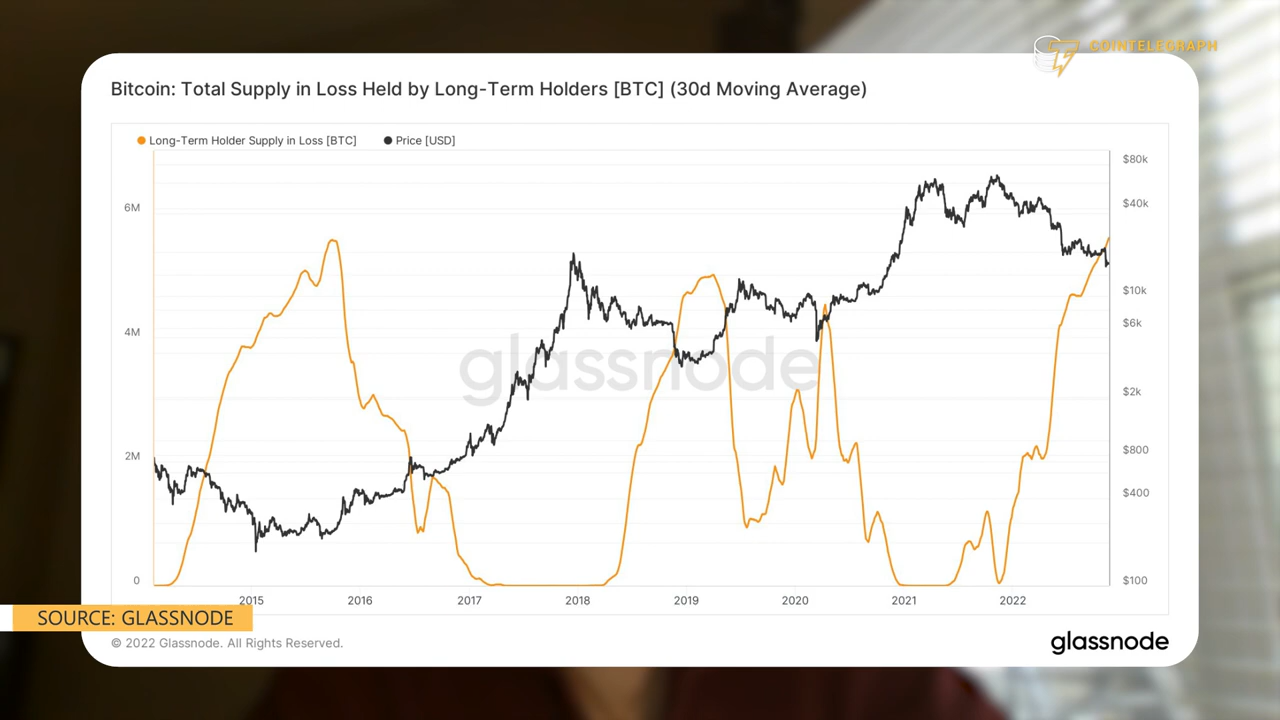 COINTELEGRAPH
Bitcoin: Total Supply in Loss Held by Long-Term Holders [BTC] (30d Moving Average)
Long-Term Holder Supply in Loss [BTC] Price [USD]
6M
4M
2M
0
$80k
$40k
$10k
$6k
$2k
$800
$400
$100
glassnode
2015 2016 2017 2018 2019 2020 2021 2022
SOURCE: GLASSNODE
© 2022 Glassnode. All Rights Reserved.
glassnode